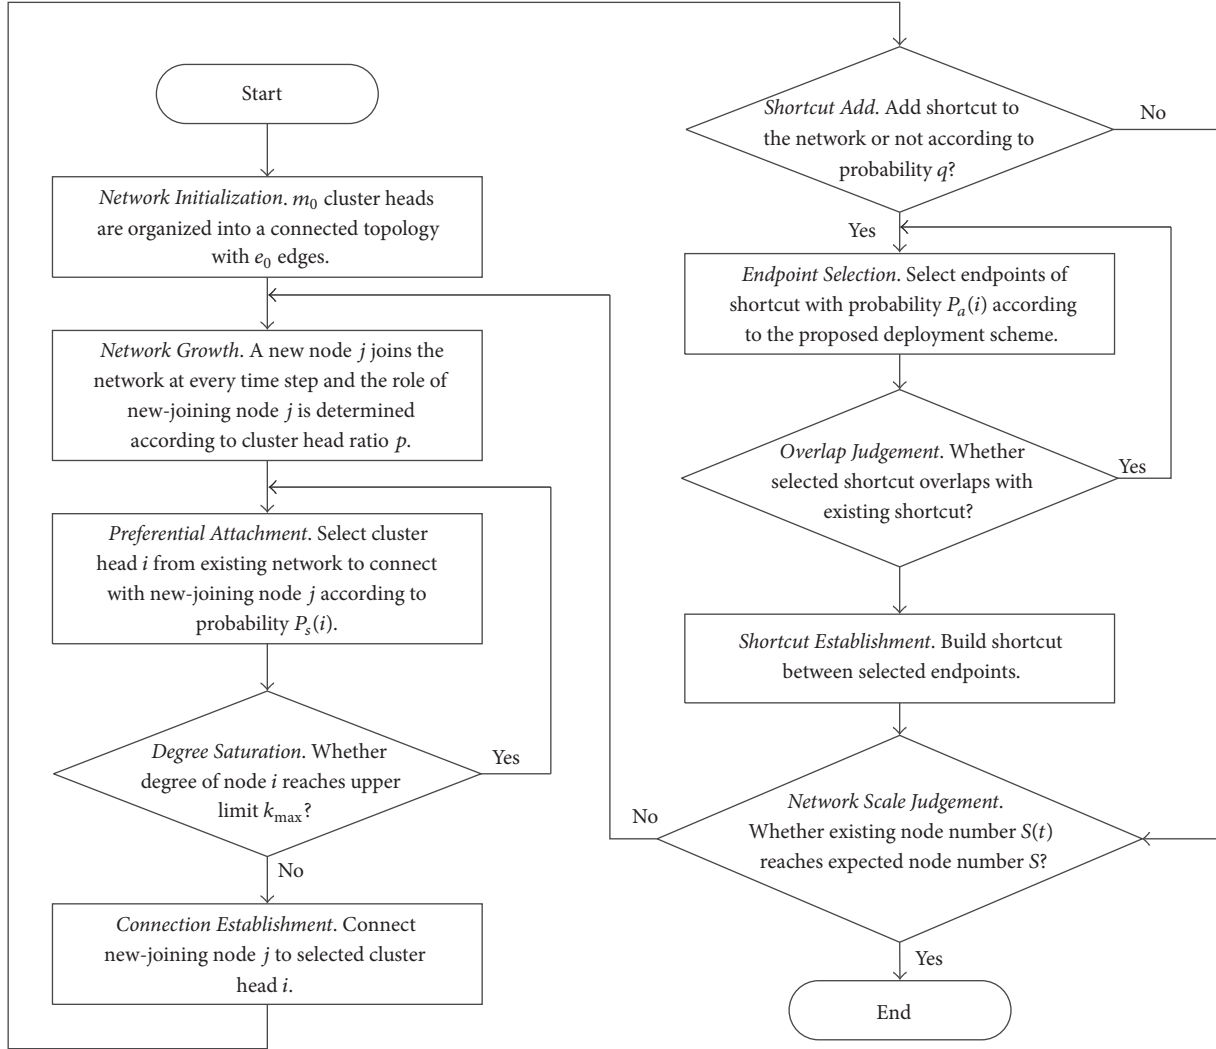 Start
Network Initialization. m0 cluster heads
are organized into a connected topology
with e0 edges.
Network Growth. A new node j joins the
network at every time step and the role of
new-joining node j is determined
according to cluster head ratio p.
Preferential Attachment. Select cluster
head i from existing network to connect
with new-joining node j according to
probability Ps(i).
Degree Saturation. Whether
degree of node i reaches upper
limit kmax?
Yes
No
Connection Establishment. Connect
new-joining node j to selected cluster
head i.
Shortcut Add. Add shortcut to
the network or not according to
probability q?
No
Yes
Endpoint Selection. Select endpoints of
shortcut with probability Pa(i) according
to the proposed deployment scheme.
Overlap Judgement. Whether
selected shortcut overlaps with
existing shortcut?
Yes
Shortcut Establishment. Build shortcut
between selected endpoints.
Network Scale Judgement.
Whether existing node number S(t)
reaches expected node number S?
No
Yes
End